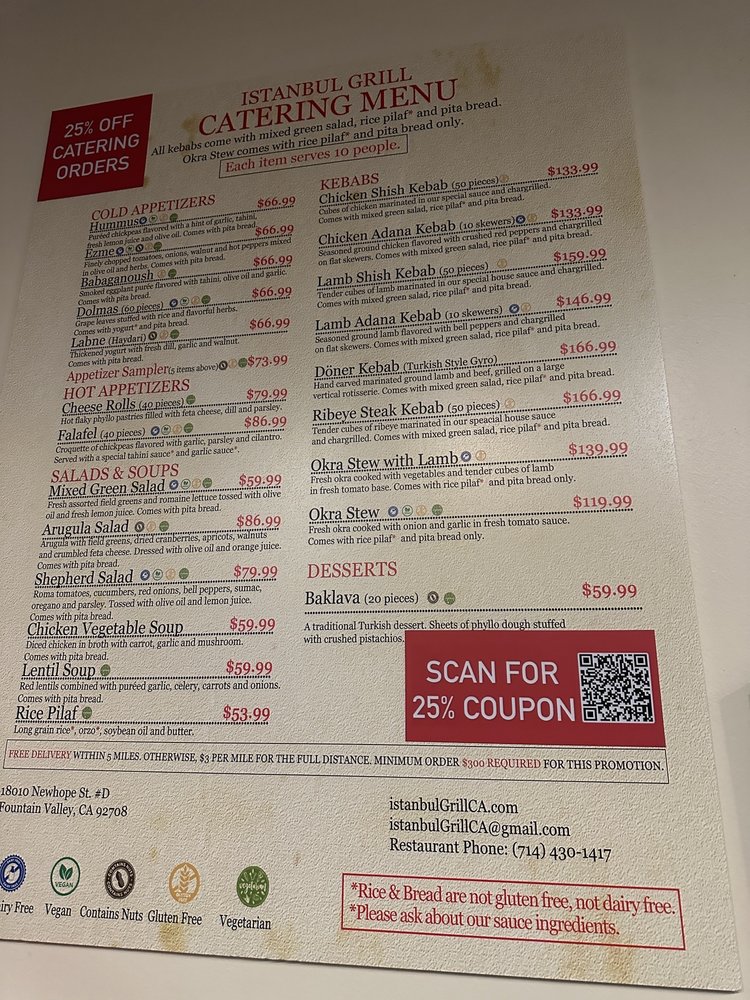 25% OFF
CATERING
ORDERS
ISTANBUL GRILL
CATERING MENU
All kebabs come with mixed green salad, rice pilaf* and pita bread.
Okra Stew comes with rice pilaf* and pita bread only.
Each item serves 10 people.
COLD APPETIZERS
Hummus $66.99
Puréed chickpeas flavored with a hint of garlic, tahini,
fresh lemon juice and olive oil. Comes with pita bread
Ezme $66.99
Finely chopped tomatoes, onions, walnut and hot peppers mixed
in olive oil and herbs. Comes with pita bread.
Babaganoush $66.99
Smoked eggplant purée flavored with tahini, olive oil and garlic.
Comes with pita bread.
Dolmas (60 pieces) $66.99
Grape leaves stuffed with rice and flavorful herbs.
Comes with yogurt* and pita bread.
Labne (Haydari) $66.99
Thickened yogurt with fresh dill, garlic and walnut
Comes with pita bread.
Appetizer Sampler(5 items above) $73.99
HOT APPETIZERS
Cheese Rolls (40 pieces) $79.99
Hot flaky phyllo pastries filled with feta cheese, dill and parsley.
Falafel (40 pieces) $86.99
Croquette of chickpeas flavored with garlic, parsley and cilantro.
Served with a special tahini sauce* and garlic sauce*.
SALADS & SOUPS
Mixed Green Salad $59.99
Fresh assorted field greens and romaine lettuce tossed with olive
oil and fresh lemon juice. Comes with pita bread.
Arugula Salad $86.99
Arugula with field greens, dried cranberries, apricots, walnuts
and crumbled feta cheese. Dressed with olive oil and orange juice.
Comes with pita bread.
Shepherd Salad $79.99
Roma tomatoes, cucumbers, red onions, bell peppers, sumac,
oregano and parsley. Tossed with olive oil and lemon juice.
Comes with pita bread.
Chicken Vegetable Soup $59.99
Diced chicken in broth with carrot, garlic and mushroom.
Comes with pita bread.
Lentil Soup $59.99
Red lentils combined with puréed garlic, celery, carrots and onions.
Comes with pita bread.
Rice Pilaf $53.99
Long grain rice*, orzo*, soybean oil and butter.
KEBABS
Chicken Shish Kebab (50 pieces) $133.99
Cubes of chicken marinated in our special sauce and chargrilled.
Comes with mixed green salad, rice pilaf* and pita bread.
Chicken Adana Kebab (10 skewers) $133.99
Seasoned ground chicken flavored with crushed red peppers and chargrilled
on flat skewers. Comes with mixed green salad, rice pilaf* and pita bread.
Lamb Shish Kebab (50 pieces) $159.99
Tender cubes of lamb marinated in our special house sauce and chargrilled.
Comes with mixed green salad, rice pilaf* and pita bread.
Lamb Adana Kebab (10 skewers) $146.99
Seasoned ground lamb flavored with bell peppers and chargrilled
on flat skewers. Comes with mixed green salad, rice pilaf* and pita bread.
Döner Kebab (Turkish Style Gyro) $166.99
Hand carved marinated ground lamb and beef, grilled on a large
vertical rotisserie. Comes with mixed green salad, rice pilaf* and pita bread.
Ribeye Steak Kebab (50 pieces) $166.99
Tender cubes of ribeye marinated in our speacial house sauce
and chargrilled. Comes with mixed green salad, rice pilaf* and pita bread.
Okra Stew with Lamb $139.99
Fresh okra cooked with vegetables and tender cubes of lamb
in fresh tomato base. Comes with rice pilaf* and pita bread only.
Okra Stew $119.99
Fresh okra cooked with onion and garlic in fresh tomato sauce.
Comes with rice pilaf* and pita bread only.
DESSERTS
Baklava (20 pieces) $59.99
A traditional Turkish dessert. Sheets of phyllo dough stuffed
with crushed pistachios.
SCAN FOR
25% COUPON
FREE DELIVERY WITHIN 5 MILES. OTHERWISE, $3 PER MILE FOR THE FULL DISTANCE. MINIMUM ORDER $300 REQUIRED FOR THIS PROMOTION.
18010 Newhope St. #D
Fountain Valley, CA 92708
istanbulGrillCA.com
istanbulGrillCA@gmail.com
Restaurant Phone: (714) 430-1417
VEGAN
vegetarian
iry Free Vegan Contains Nuts Gluten Free Vegetarian
*Rice & Bread are not gluten free, not dairy free.
*Please ask about our sauce ingredients.